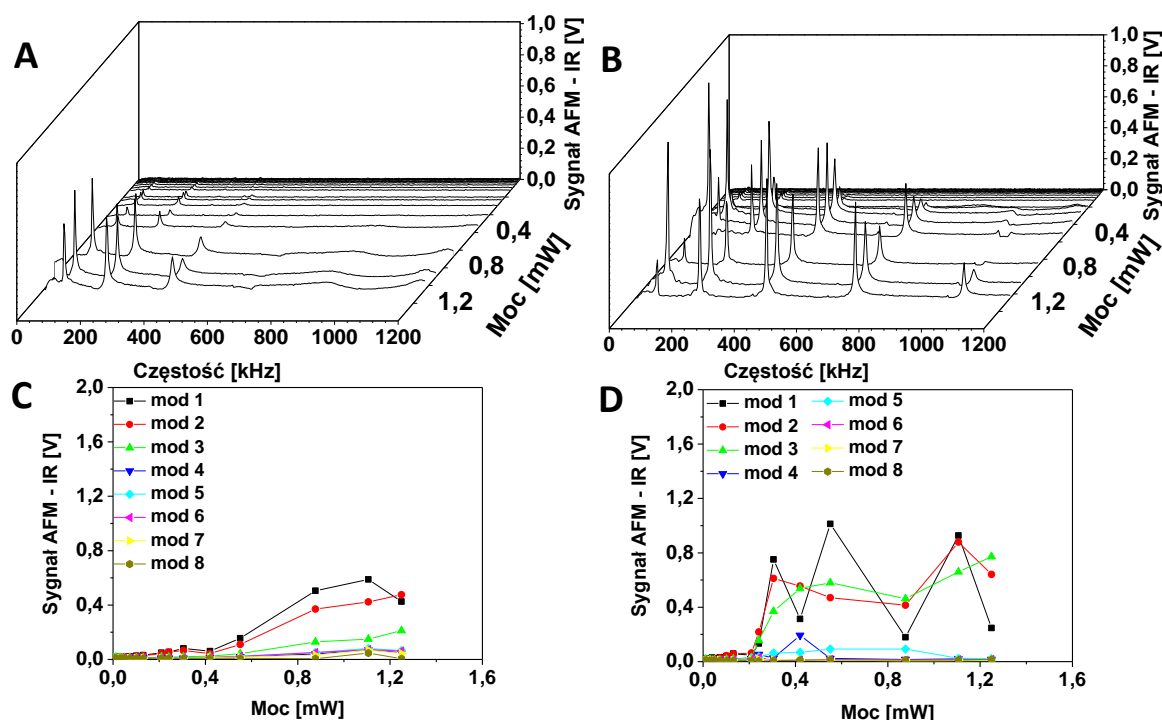 A
1,0
0,8
0,6
0,4
0,2
0,0
Sygnał AFM - IR [V]
0,4
0,8
1,2
Moc [mW]
0 200 400 600 800 1000 1200
Częstość [kHz]
B
1,0
0,8
0,6
0,4
0,2
0,0
Sygnał AFM - IR [V]
0,4
0,8
1,2
Moc [mW]
0 200 400 600 800 1000 1200
Częstość [kHz]
C
2,0
1,6
1,2
0,8
0,4
0,0
Sygnał AFM - IR [V]
mod 1
mod 2
mod 3
mod 4
mod 5
mod 6
mod 7
mod 8
0,0 0,4 0,8 1,2 1,6
Moc [mW]
D
2,0
1,6
1,2
0,8
0,4
0,0
Sygnał AFM - IR [V]
mod 1
mod 2
mod 3
mod 4
mod 5
mod 6
mod 7
mod 8
0,0 0,4 0,8 1,2 1,6
Moc [mW]